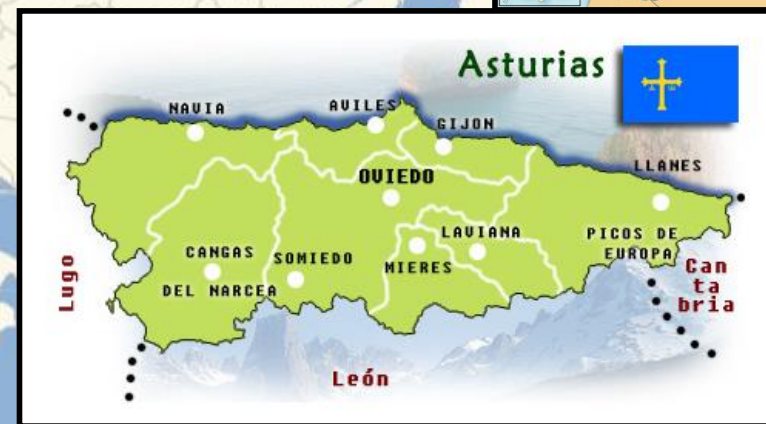 Asturias
NAVIA
AVILES
GIJON
LLANES
OVIEDO
LAVIANA
PICOS DE
EUROPA
CANGAS
DEL NARCEA
SOMIEDO
MIERES
Lugo
Can
ta
bria
León